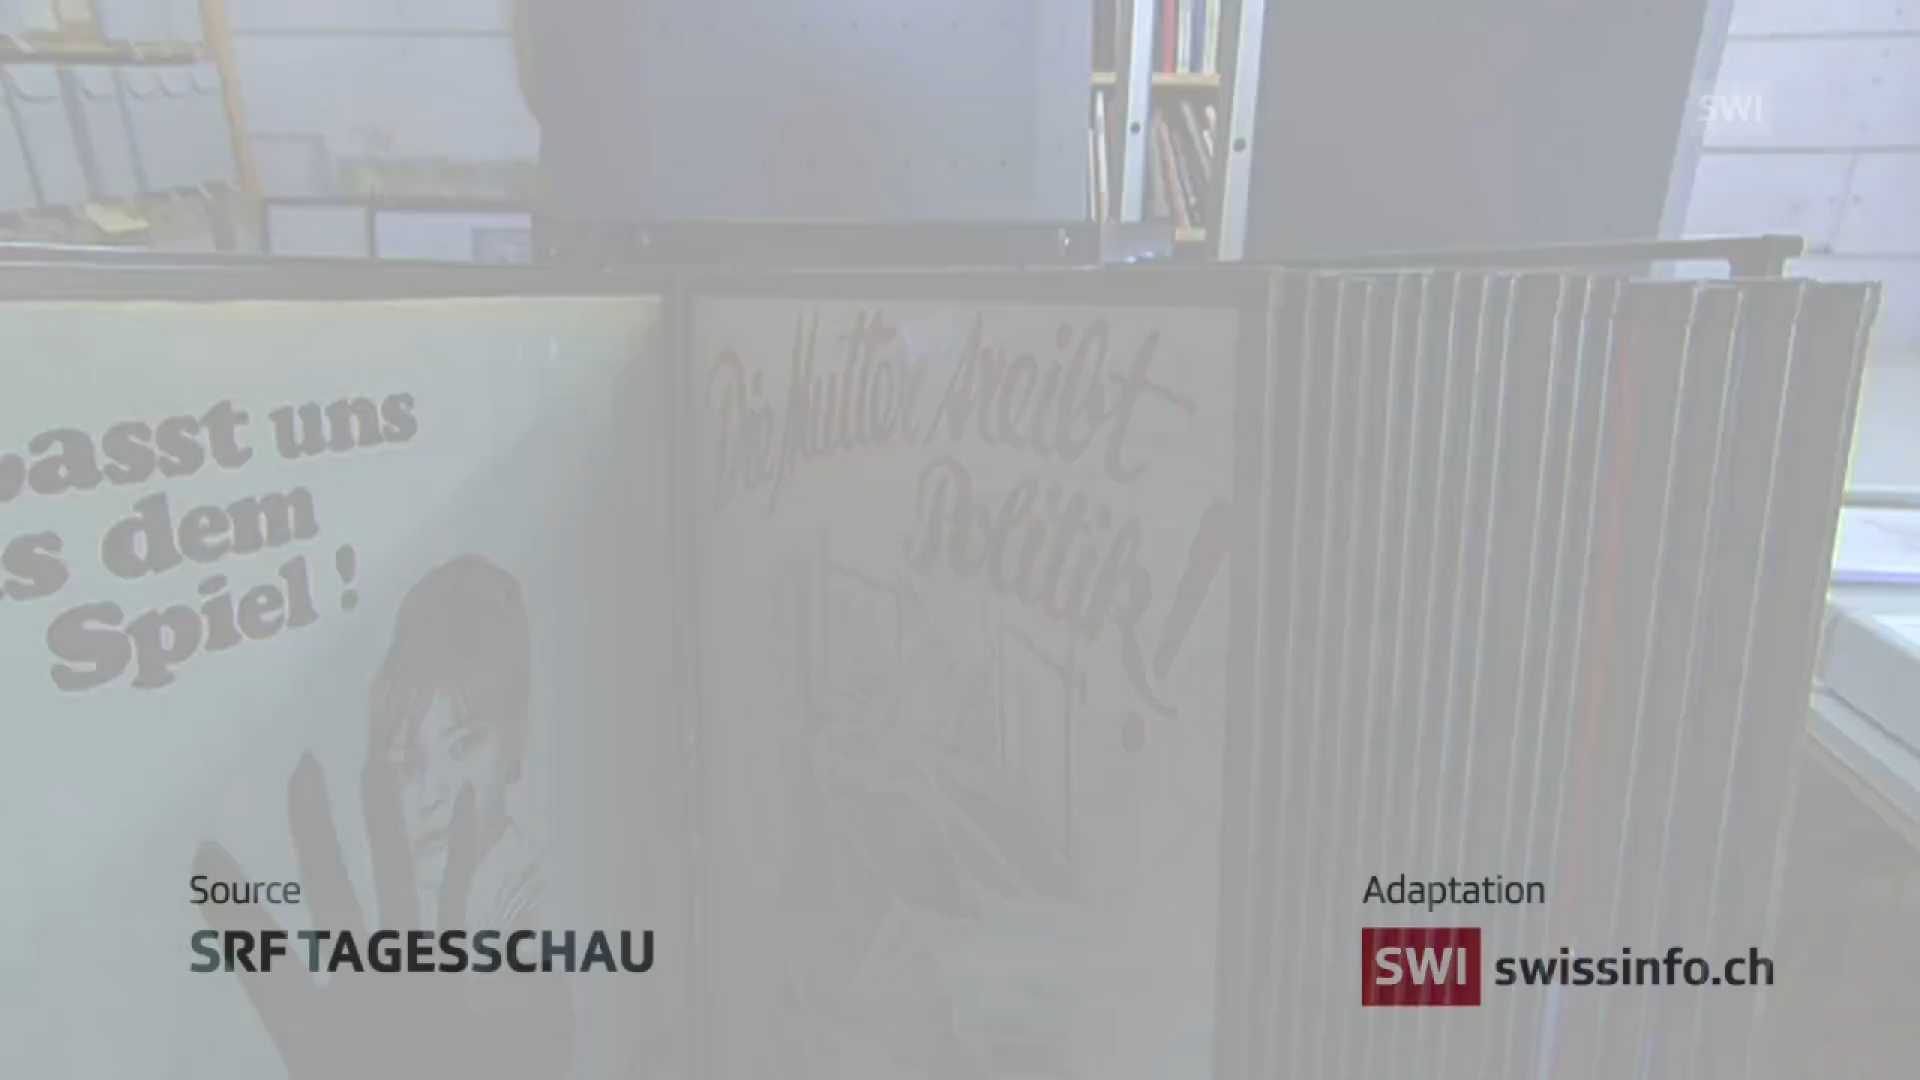 SWI
asst uns
s dem
Spiel!
Die Mutter treibt
Politik!
Source
SRF TAGESSCHAU
Adaptation
SWI swissinfo.ch